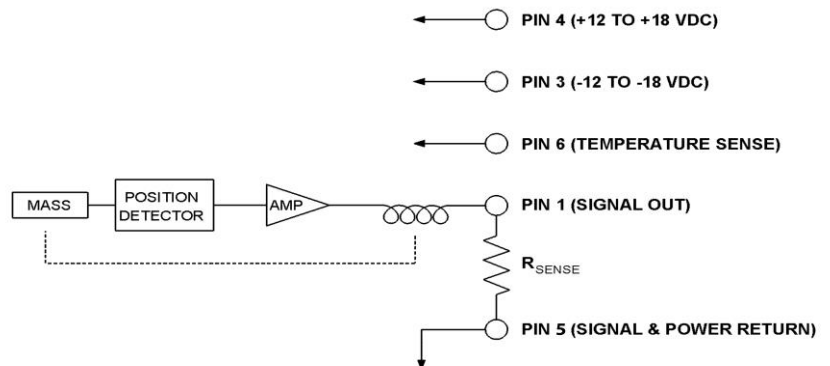 PIN 4 (+12 TO +18 VDC)
PIN 3 (-12 TO -18 VDC)
PIN 6 (TEMPERATURE SENSE)
MASS
POSITION
DETECTOR
AMP
PIN 1 (SIGNAL OUT)
RSENSE
PIN 5 (SIGNAL & POWER RETURN)